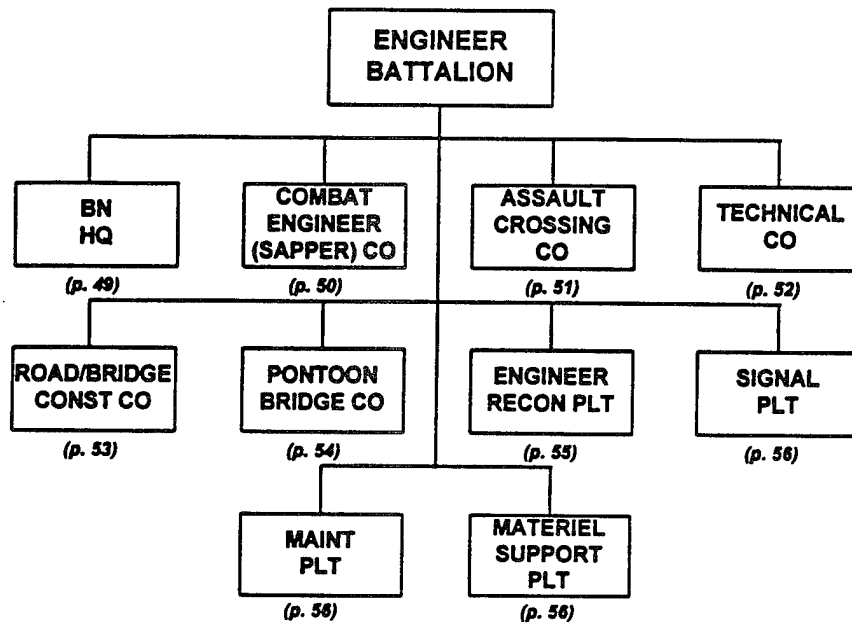 ENGINEER
BATTALION
BN
HQ
(p. 49)
COMBAT
ENGINEER
(SAPPER) CO
(p. 50)
ASSAULT
CROSSING
CO
(p. 51)
TECHNICAL
CO
(p. 52)
ROAD/BRIDGE
CONST CO
(p. 53)
PONTOON
BRIDGE CO
(p. 54)
ENGINEER
RECON PLT
(p. 55)
SIGNAL
PLT
(p. 56)
MAINT
PLT
(p. 56)
MATERIEL
SUPPORT
PLT
(p. 56)